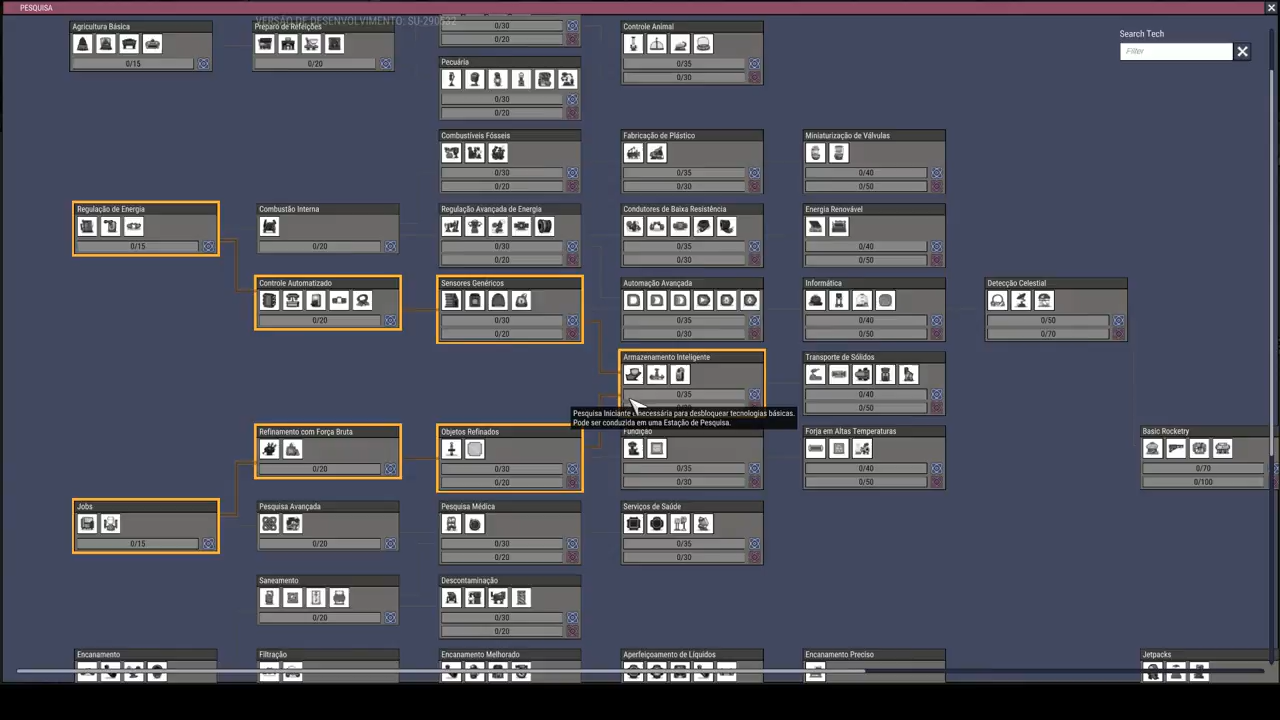 PESQUISA
VERSÃO DE DESENVOLVIMENTO: SU-290532
Agricultura Básica
0/15
Preparo de Refeições
0/20
0/30
0/20
Controle Animal
0/35
0/30
Search Tech
Filter
Pecuária
0/30
0/20
Combustíveis Fósseis
0/30
0/20
Fabricação de Plástico
0/35
0/30
Miniaturização de Válvulas
0/40
0/50
Regulação de Energia
0/15
Combustão Interna
0/20
Regulação Avançada de Energia
0/30
0/20
Condutores de Baixa Resistência
0/35
0/30
Energia Renovável
0/40
0/50
Controle Automatizado
0/20
Sensores Genéricos
0/30
0/20
Automação Avançada
0/35
0/30
Informática
0/40
0/50
Detecção Celestial
0/50
0/70
Armazenamento Inteligente
0/35
Transporte de Sólidos
0/40
0/50
Pesquisa Iniciante é necessária para desbloquear tecnologias básicas.
Pode ser conduzida em uma Estação de Pesquisa.
Refinamento com Força Bruta
0/20
Objetos Refinados
0/30
0/20
Fundição
0/35
0/30
Forja em Altas Temperaturas
0/40
0/50
Basic Rocketry
0/70
0/100
Jobs
0/15
Pesquisa Avançada
0/20
Pesquisa Médica
0/30
0/20
Serviços de Saúde
0/35
0/30
Saneamento
0/20
Descontaminação
0/30
0/20
Encanamento
Filtração
Encanamento Melhorado
Aperfeiçoamento de Líquidos
Encanamento Preciso
Jetpacks